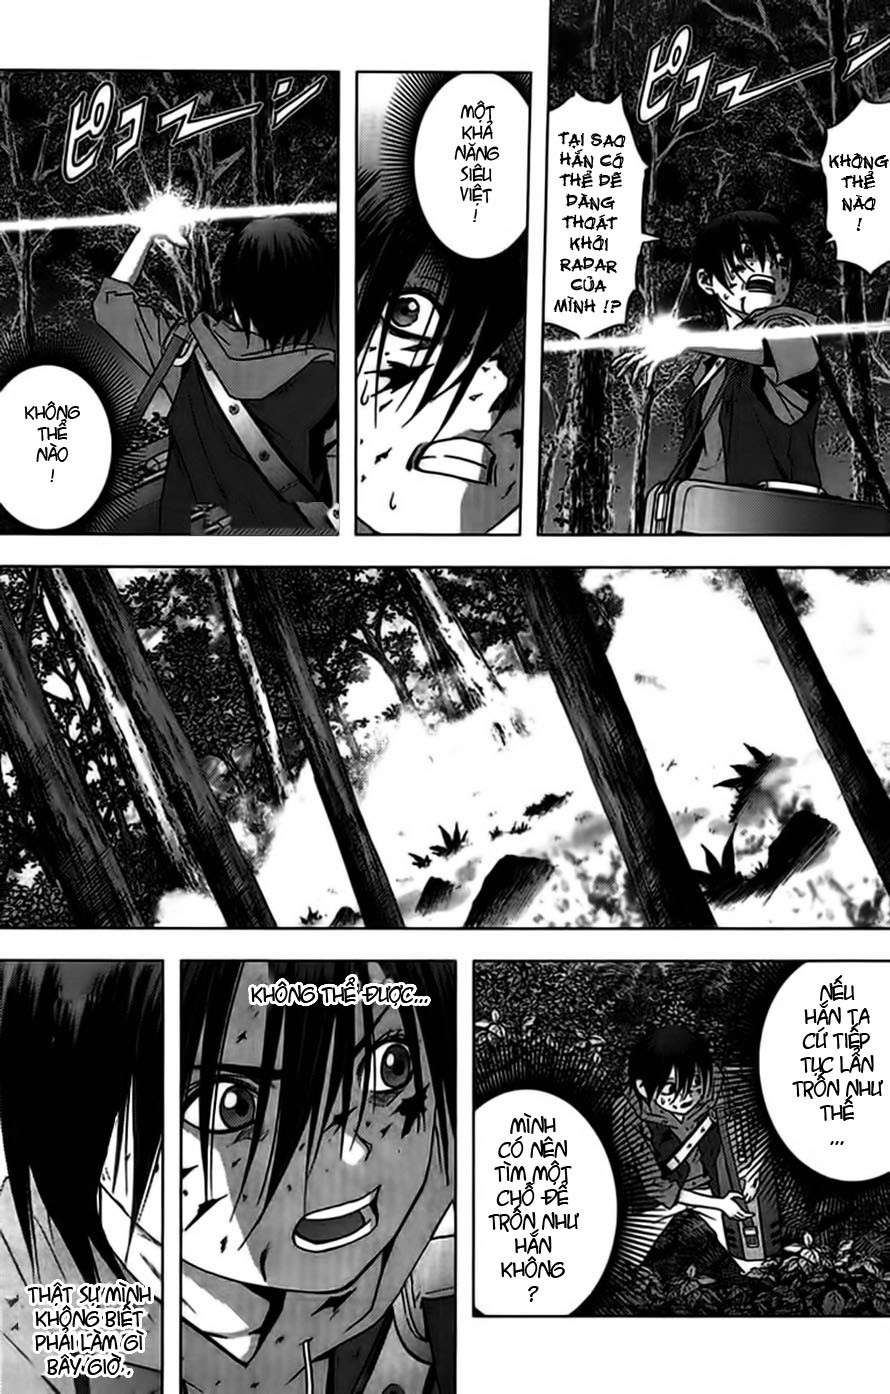 ピコーン
KHÔNG
THỂ
NÀO
!
TẠI SAO
HẮN CÓ
THỂ DỄ
DÀNG
THOÁT
KHỎI
RADAR
CỦA
MÌNH !?
MỘT
KHẢ
NĂNG
SIÊU
VIỆT
!
ピコーン
KHÔNG
THỂ
NÀO
!
NẾU
HẮN TA
CỨ TIẾP
TỤC LẨN
TRỐN NHƯ
THẾ
...
MÌNH
CÓ NÊN
TÌM MỘT
CHỖ ĐỂ
TRỐN NHƯ
HẮN
KHÔNG
?
KHÔNG THỂ ĐƯỢC...
THẬT SỰ MÌNH
KHÔNG BIẾT
PHẢI LÀM GÌ
BÂY GIỜ..